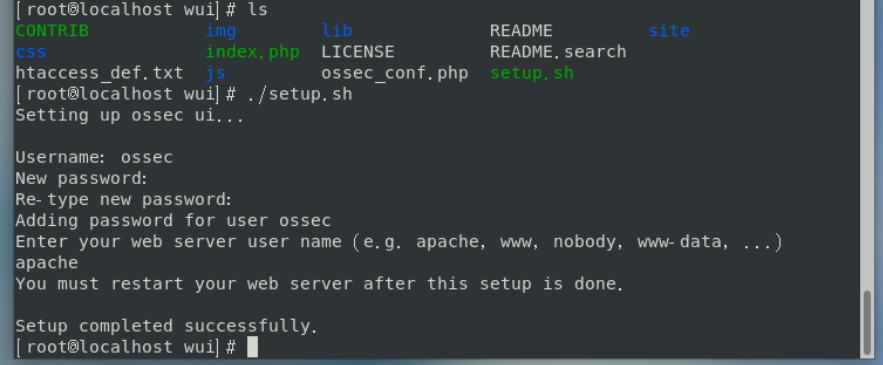 [root@localhost wui]# ls
CONTRIB img lib README site
css index.php LICENSE README.search
htaccess_def.txt js ossec_conf.php setup.sh
[root@localhost wui]# ./setup.sh
Setting up ossec ui...
Username: ossec
New password:
Re-type new password:
Adding password for user ossec
Enter your web server user name (e.g. apache, www, nobody, www-data, ...)
apache
You must restart your web server after this setup is done.
Setup completed successfully.
[root@localhost wui]#